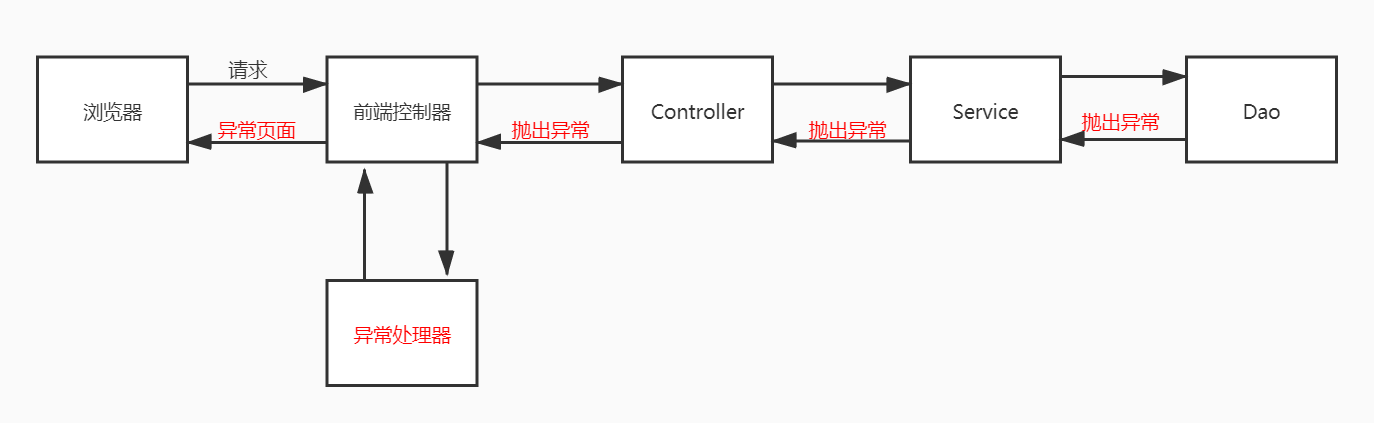 请求
浏览器
前端控制器
Controller
Service
Dao
异常页面
抛出异常
抛出异常
抛出异常
异常处理器